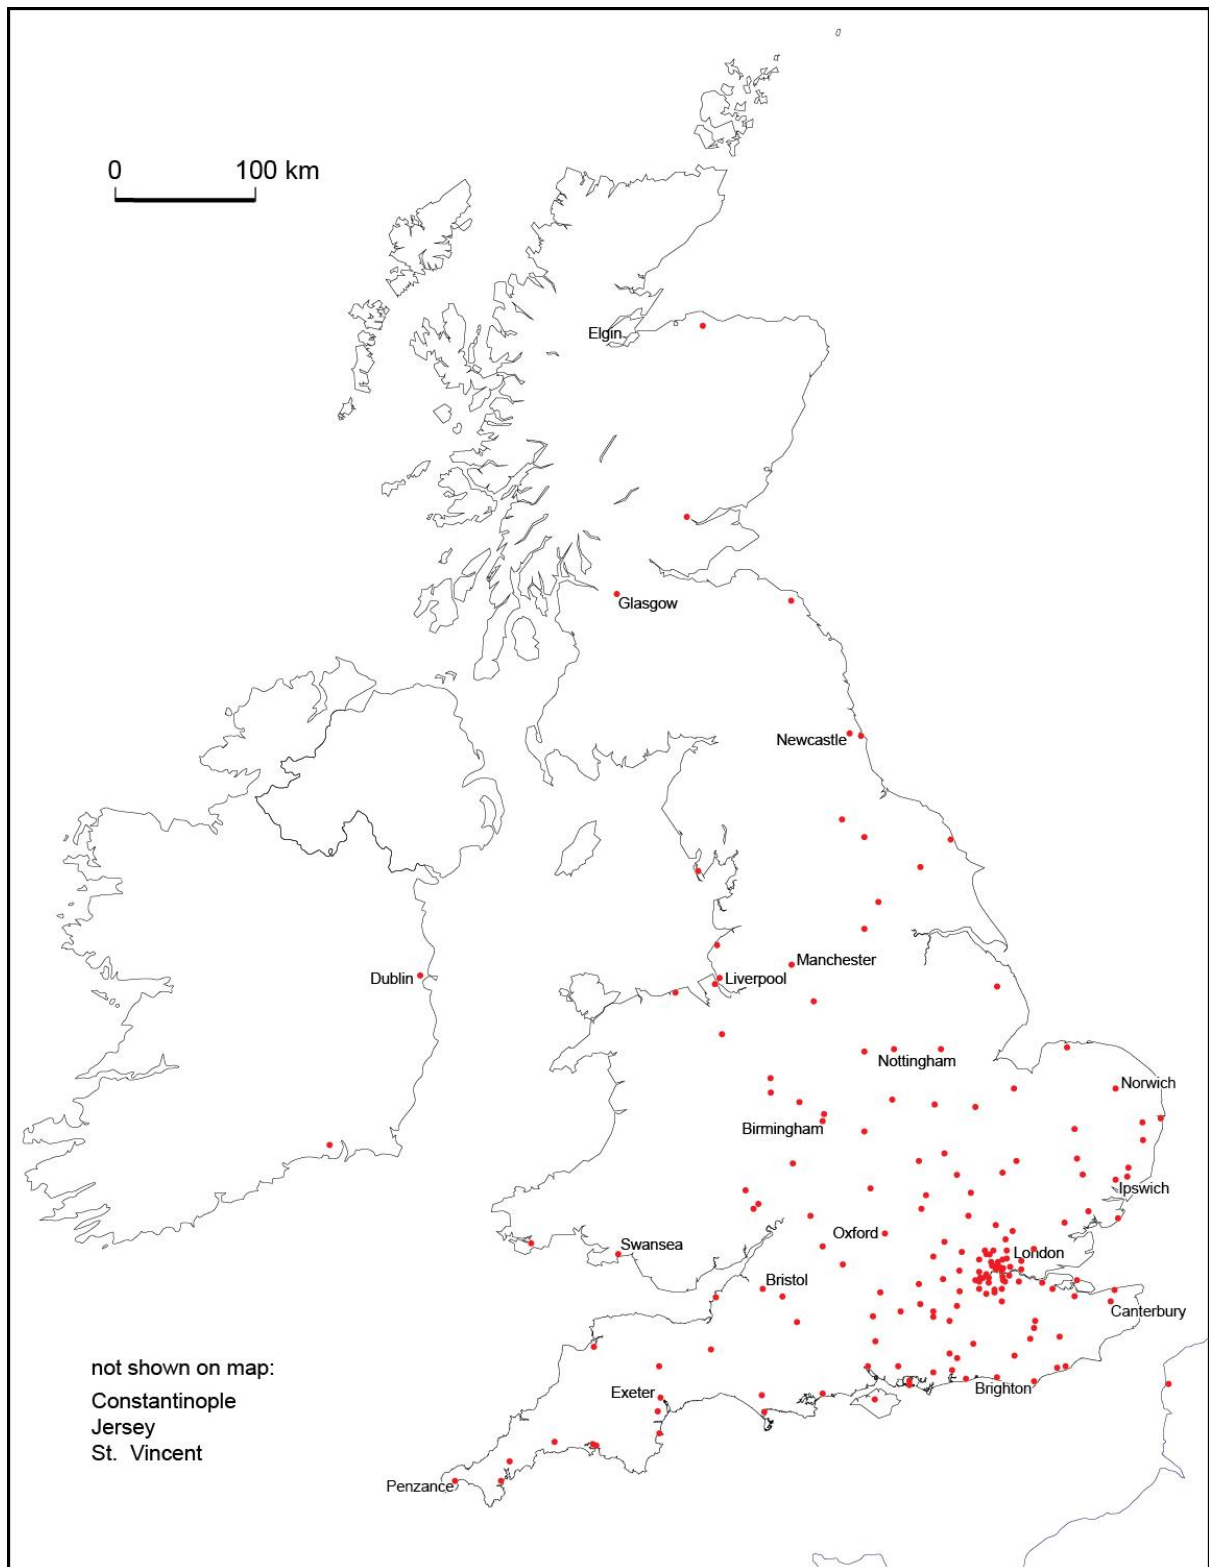 0 100 km
Elgin
Glasgow
Newcastle
Manchester
Dublin
Liverpool
Nottingham
Norwich
Birmingham
Ipswich
Oxford
Swansea
London
Bristol
Canterbury
not shown on map:
Constantinople
Jersey
St. Vincent
Exeter
Brighton
Penzance